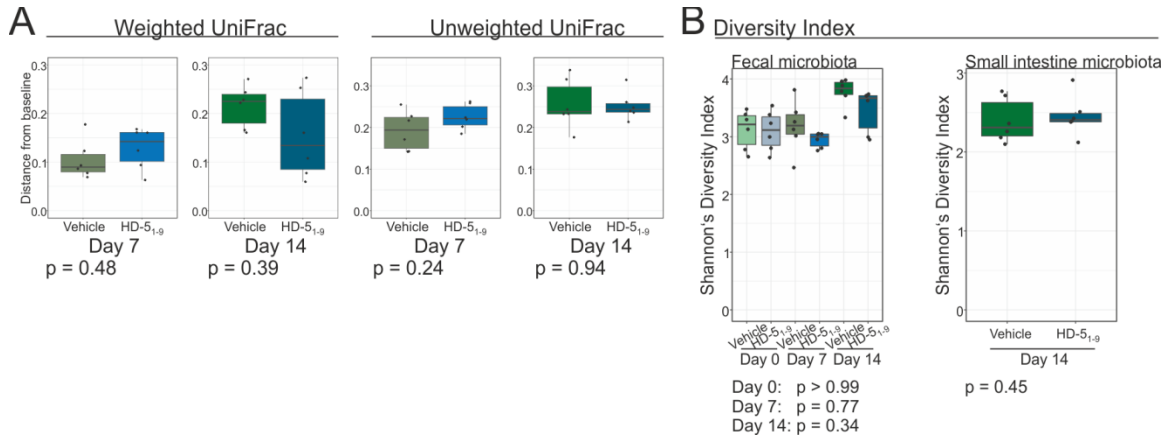 A
Weighted UniFrac
Unweighted UniFrac
Distance from baseline
0.3
0.2
0.1
0.0
Vehicle HD-5₁₋₉
Day 7
p = 0.48
0.3
0.2
0.1
0.0
Vehicle HD-5₁₋₉
Day 14
p = 0.39
0.3
0.2
0.1
0.0
Vehicle HD-5₁₋₉
Day 7
p = 0.24
0.3
0.2
0.1
0.0
Vehicle HD-5₁₋₉
Day 14
p = 0.94
B Diversity Index
Fecal microbiota
Shannon's Diversity Index
4
3
2
1
0
Vehicle
HD-5₁₋₉
Vehicle
HD-5₁₋₉
Vehicle
HD-5₁₋₉
Day 0 Day 7 Day 14
Day 0: p > 0.99
Day 7: p = 0.77
Day 14: p = 0.34
Small intestine microbiota
Shannon's Diversity Index
3
2
1
0
Vehicle HD-5₁₋₉
Day 14
p = 0.45